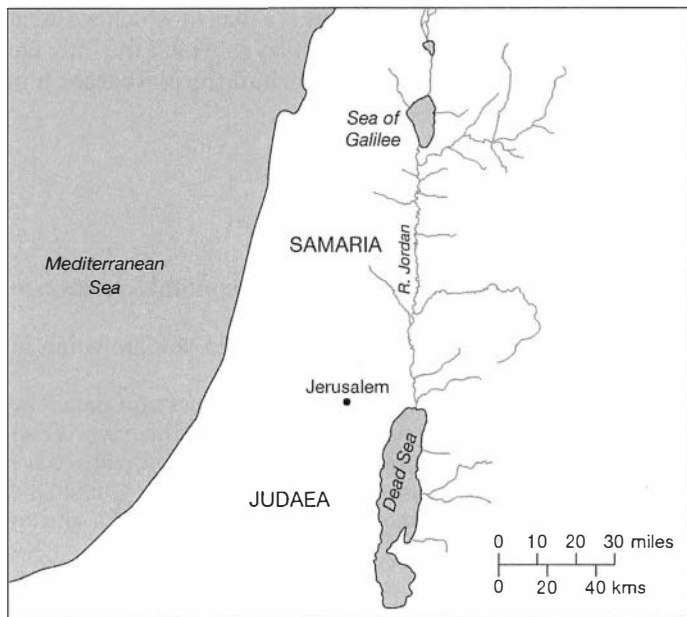 Sea of
Galilee
SAMARIA
R. Jordan
Mediterranean
Sea
Jerusalem
Dead Sea
JUDAEA
0 10 20 30 miles
0 20 40 kms